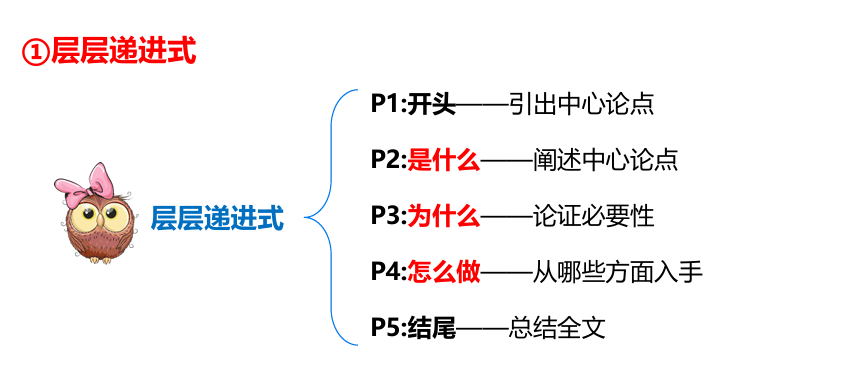 ①层层递进式
P1:开头——引出中心论点
P2:是什么——阐述中心论点
层层递进式
P3:为什么——论证必要性
P4:怎么做——从哪些方面入手
P5:结尾——总结全文